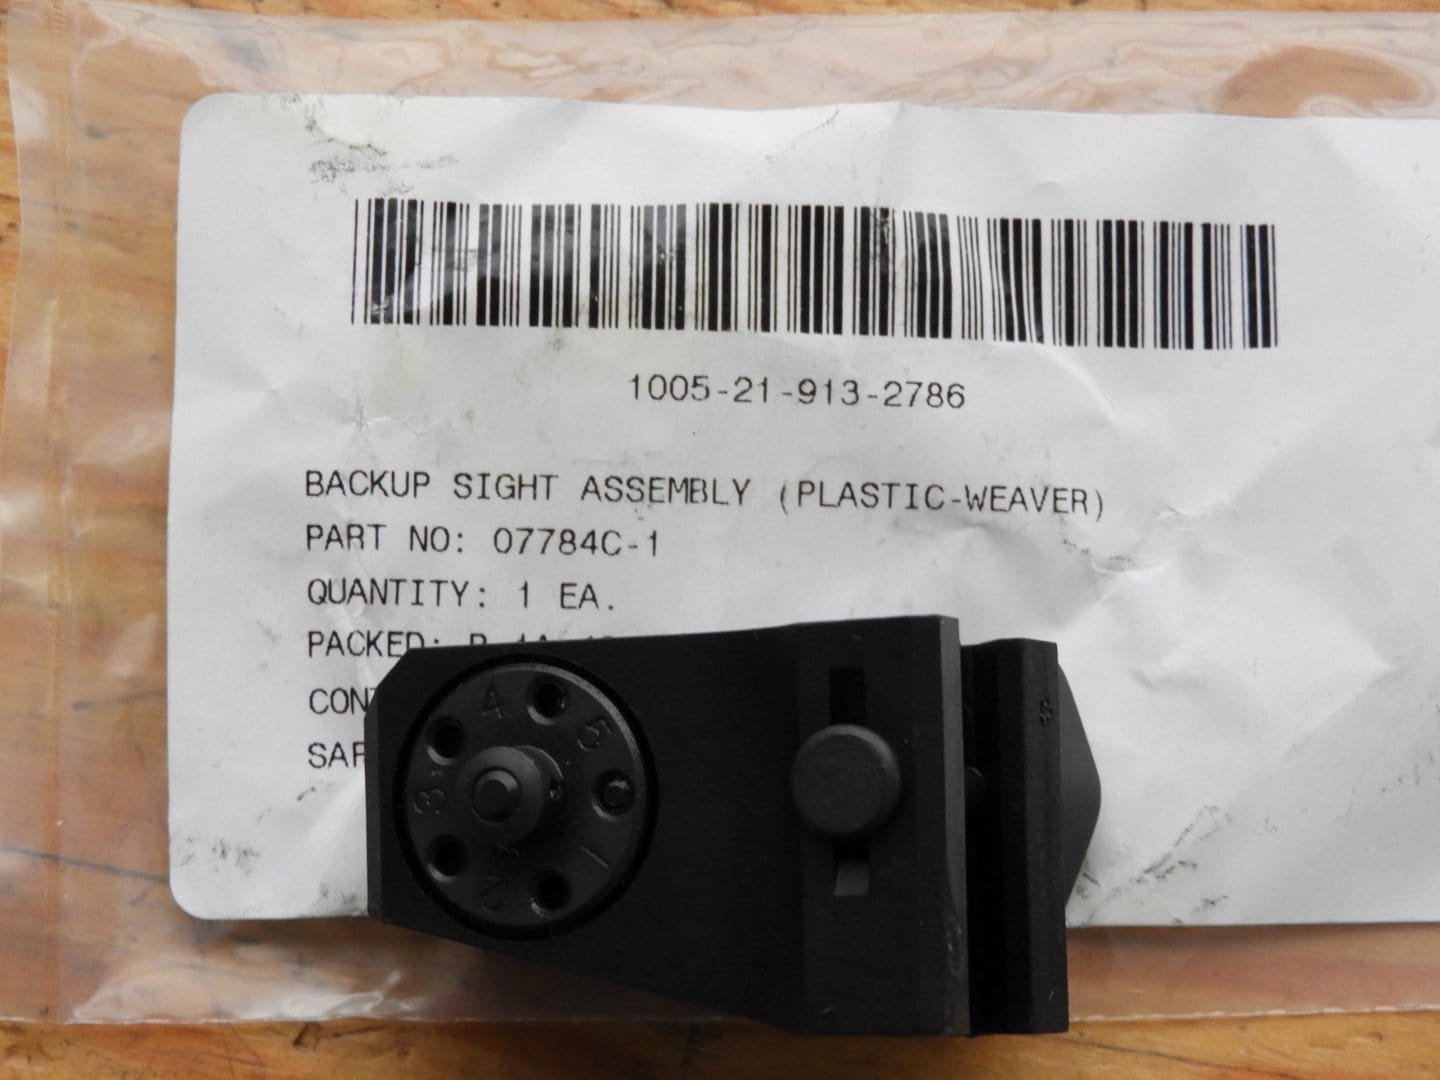 1005-21-913-2786
BACKUP SIGHT ASSEMBLY (PLASTIC-WEAVER)
PART NO: 07784C-1
QUANTITY: 1 EA.
PACKED:
CON
SAF
4
5
3
1
2